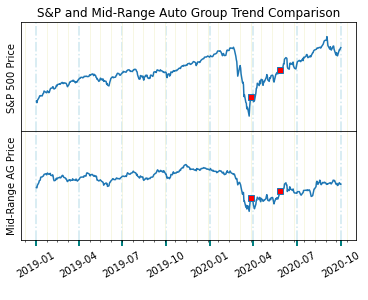 S&P and Mid-Range Auto Group Trend Comparison
S&P 500 Price
Mid-Range AG Price
2019-01
2019-04
2019-07
2019-10
2020-01
2020-04
2020-07
2020-10